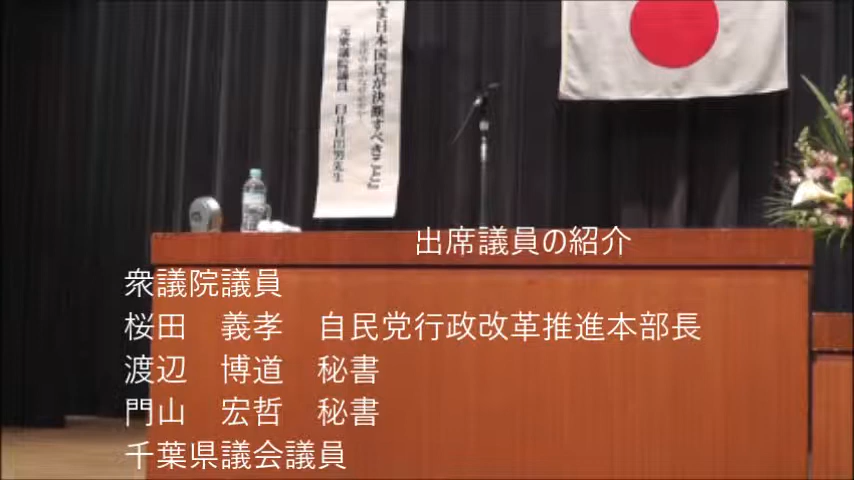 いま日本国民が決断すべきこと』
元衆議院議員　臼井日出男先生
出席議員の紹介
衆議院議員
桜田　義孝　自民党行政改革推進本部長
渡辺　博道　秘書
門山　宏哲　秘書
千葉県議会議員